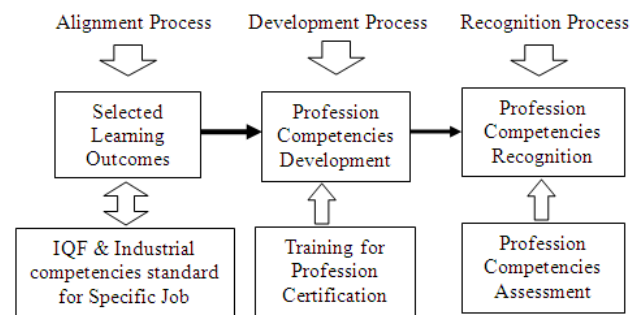 Alignment Process
Development Process
Recognition Process
Selected
Learning
Outcomes
Profession
Competencies
Development
Profession
Competencies
Recognition
IQF & Industrial
competencies standard
for Specific Job
Training for
Profession
Certification
Profession
Competencies
Assessment